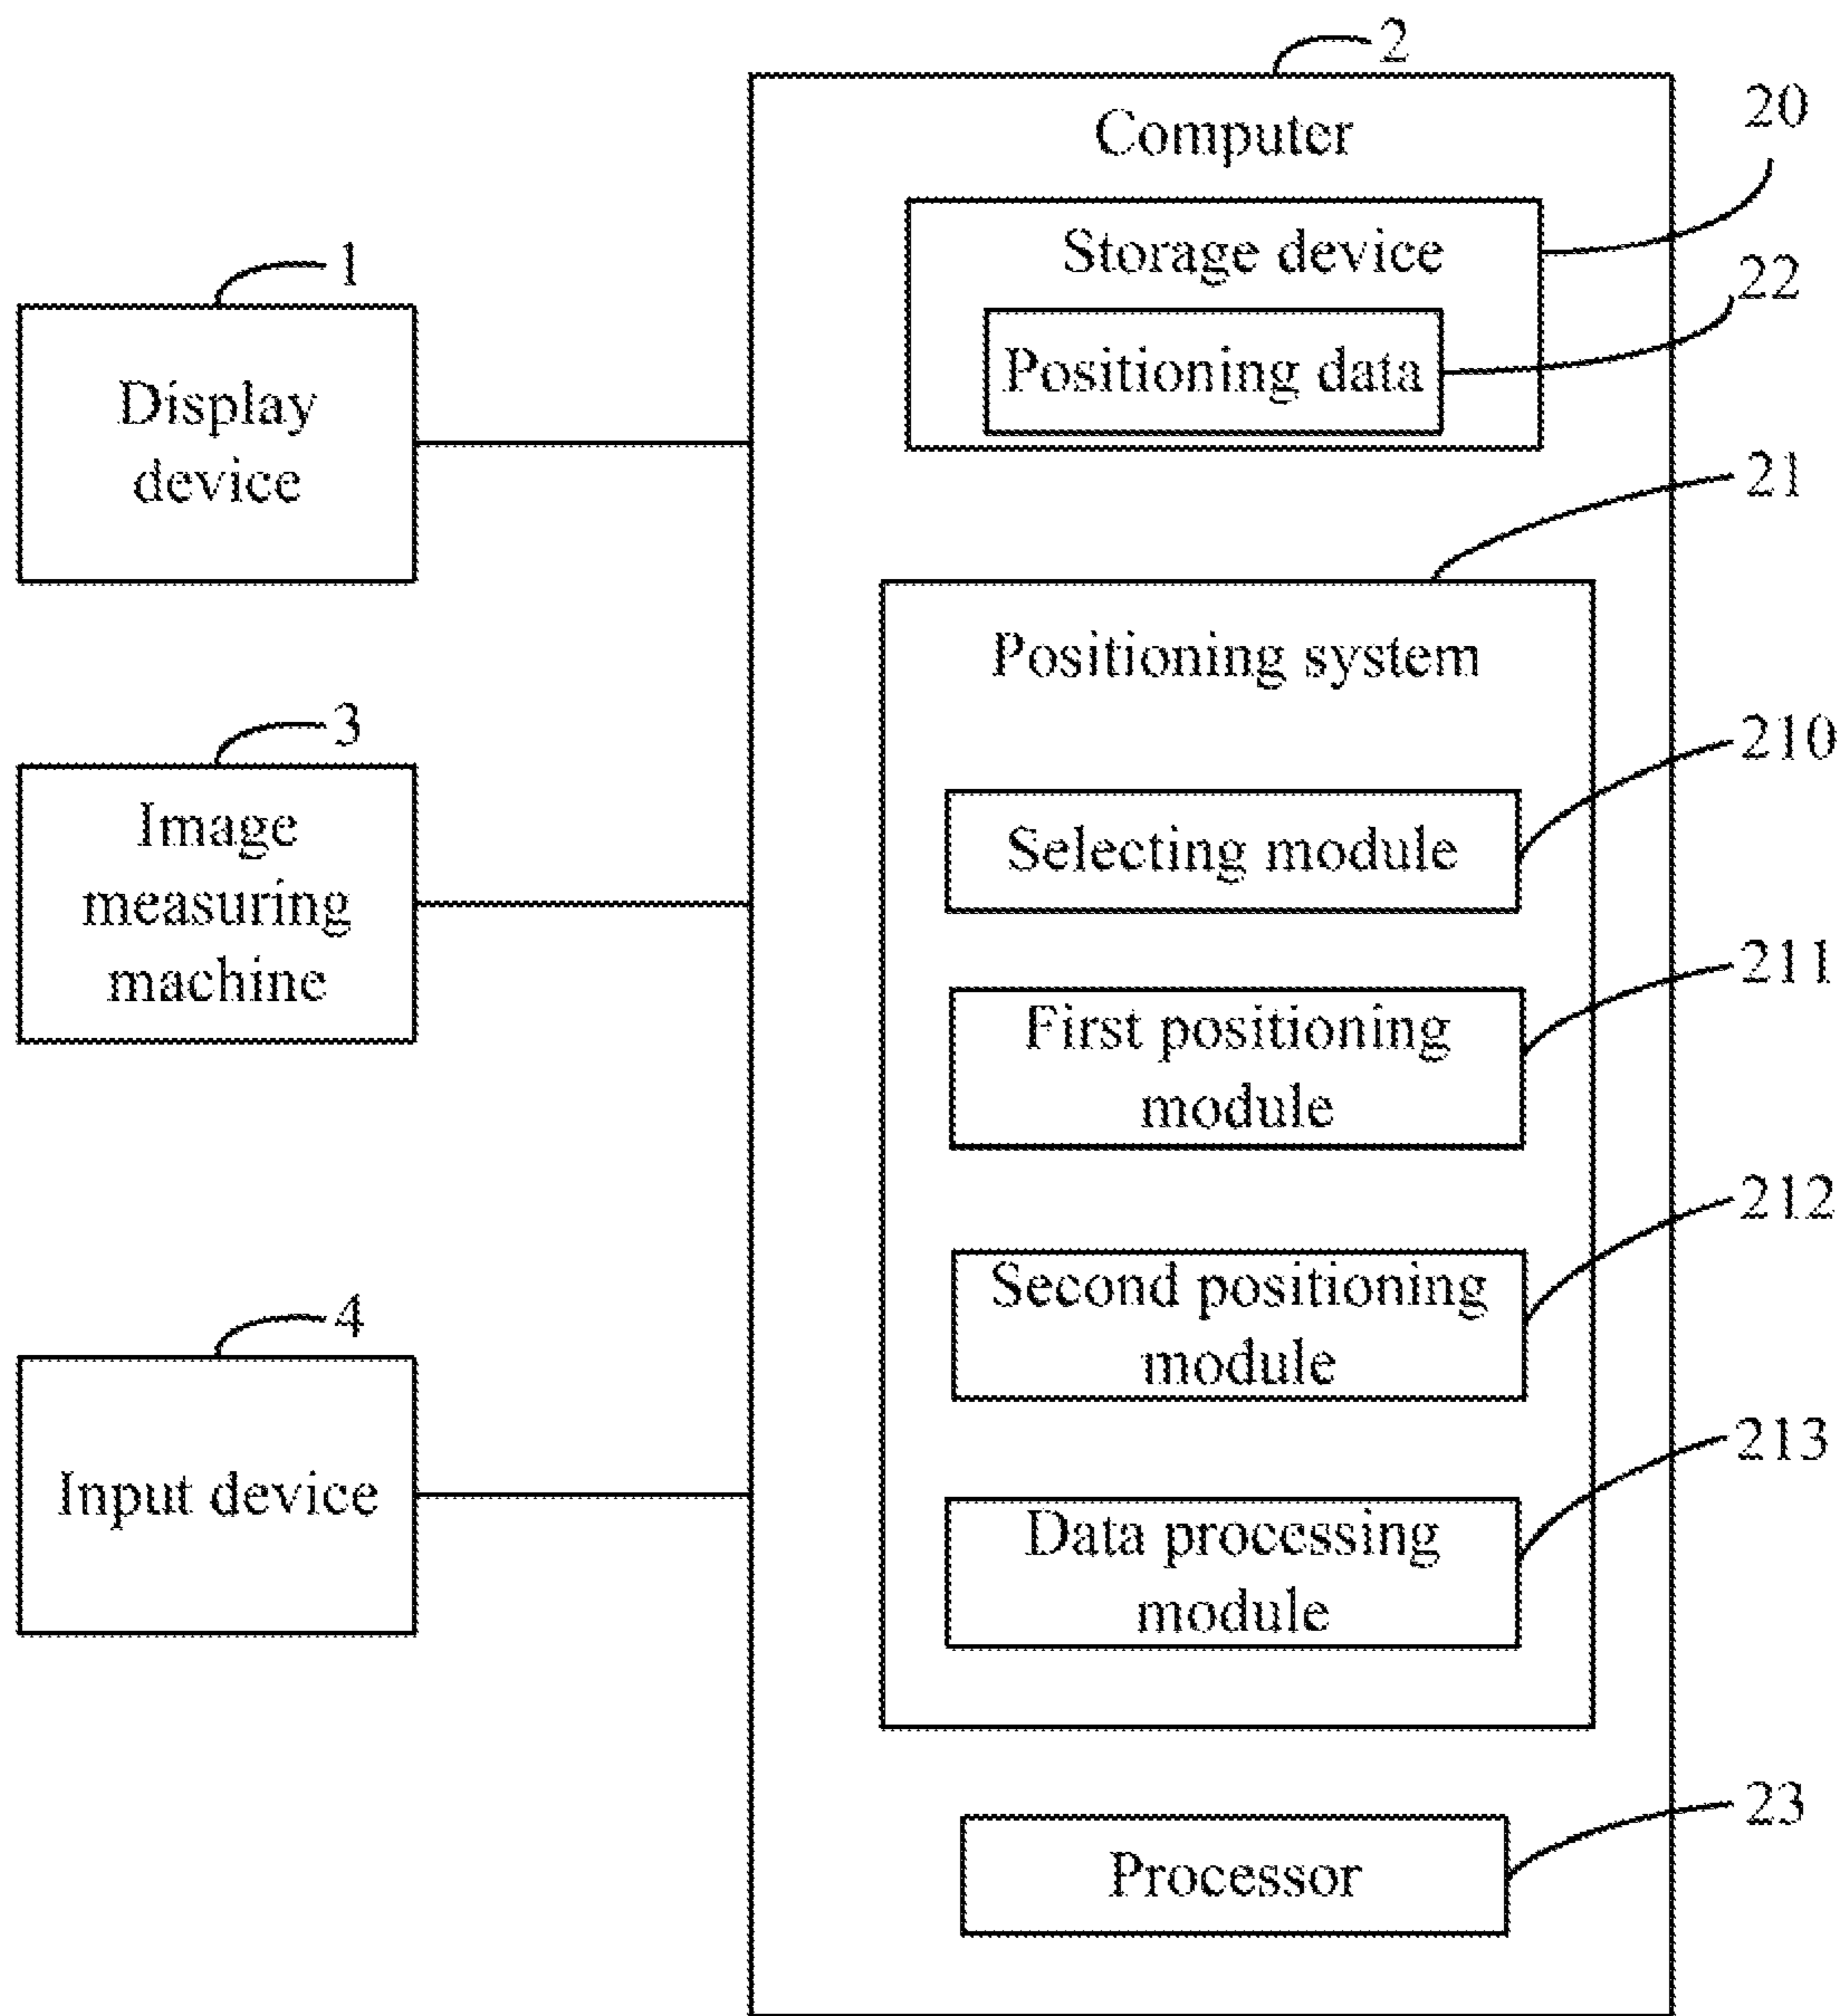 2
Computer
20
Storage device
22
Positioning data
1
Display
device
21
Positioning system
3
Image
measuring
machine
210
Selecting module
211
First positioning
module
212
Second positioning
module
4
Input device
213
Data processing
module
23
Processor